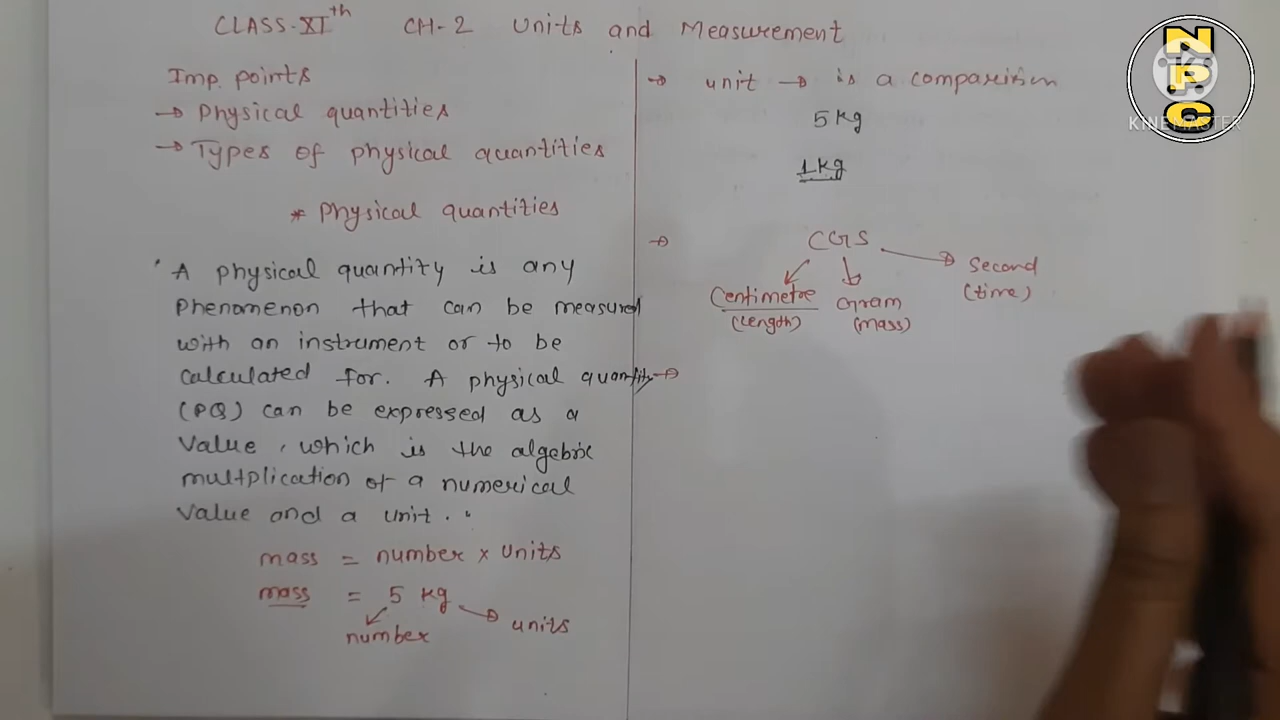 CLASS-XIth CH-2 Units and Measurement
Imp. points
→ Physical quantities
→ Types of physical quantities
* Physical quantities
" A physical quantity is any
phenomenon that can be measured
with an instrument or to be
calculated for. A physical quantity
(PQ) can be expressed as a
value, which is the algebric
multplication of a numerical
value and a unit. "
mass = number × units
mass = 5 kg
number
units
→ unit → is a comparision
5 kg
1 kg
→ CGS
Centimetre
(Length)
Gram
(mass)
Second
(time)
→
NPC
KINEMASTER